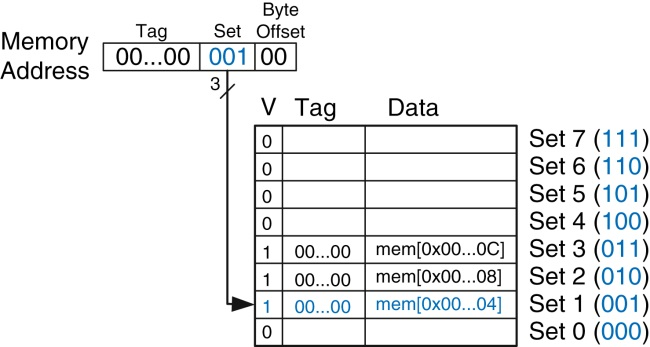 Byte
Tag Set Offset
Memory Address 00...00 001 00
3
V Tag Data
0 Set 7 (111)
0 Set 6 (110)
0 Set 5 (101)
0 Set 4 (100)
1 00...00 mem[0x00...0C] Set 3 (011)
1 00...00 mem[0x00...08] Set 2 (010)
1 00...00 mem[0x00...04] Set 1 (001)
0 Set 0 (000)